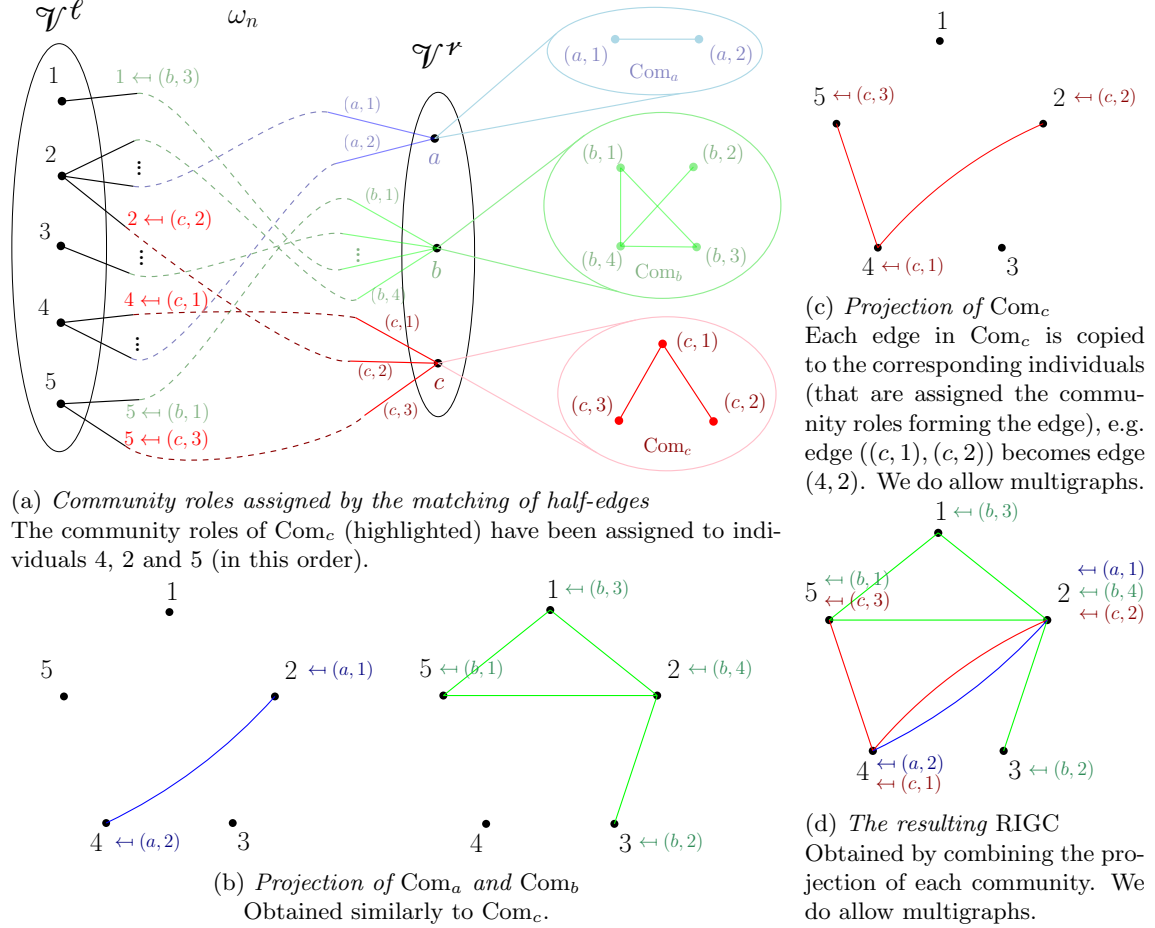 𝒱^ℓ
ω_n
𝒱^r
1
1 ↤ (b, 3)
2
2 ↤ (c, 2)
3
4
4 ↤ (c, 1)
5
5 ↤ (b, 1)
5 ↤ (c, 3)
⋮
⋮
⋮
⋮
(a, 1)
(a, 2)
(b, 1)
(b, 4)
(c, 1)
(c, 2)
(c, 3)
a
b
c
(a, 1)
(a, 2)
Com_a
(b, 1)
(b, 2)
(b, 4)
(b, 3)
Com_b
(c, 1)
(c, 3)
(c, 2)
Com_c
(a) Community roles assigned by the matching of half-edges
The community roles of Com_c (highlighted) have been assigned to indi-
viduals 4, 2 and 5 (in this order).
1
5
2 ↤ (a, 1)
4 ↤ (a, 2)
3
1 ↤ (b, 3)
5 ↤ (b, 1)
2 ↤ (b, 4)
4
3 ↤ (b, 2)
(b) Projection of Com_a and Com_b
Obtained similarly to Com_c.
1
5 ↤ (c, 3)
2 ↤ (c, 2)
4 ↤ (c, 1)
3
(c) Projection of Com_c
Each edge in Com_c is copied
to the corresponding individuals
(that are assigned the commu-
nity roles forming the edge), e.g.
edge ((c, 1), (c, 2)) becomes edge
(4, 2). We do allow multigraphs.
1 ↤ (b, 3)
5 ↤ (b, 1)
↤ (c, 3)
↤ (a, 1)
2 ↤ (b, 4)
↤ (c, 2)
4 ↤ (a, 2)
↤ (c, 1)
3 ↤ (b, 2)
(d) The resulting RIGC
Obtained by combining the pro-
jection of each community. We
do allow multigraphs.